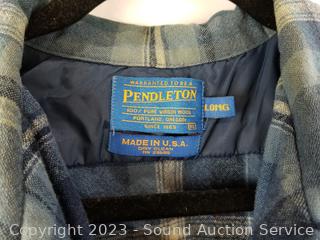 WARRANTED TO BE A
PENDLETON
100% PURE VIRGIN WOOL
PORTLAND, OREGON
SINCE 1863
LONG
MADE IN U.S.A.
DRY CLEAN
Copyright 2023 - Sound Auction Service